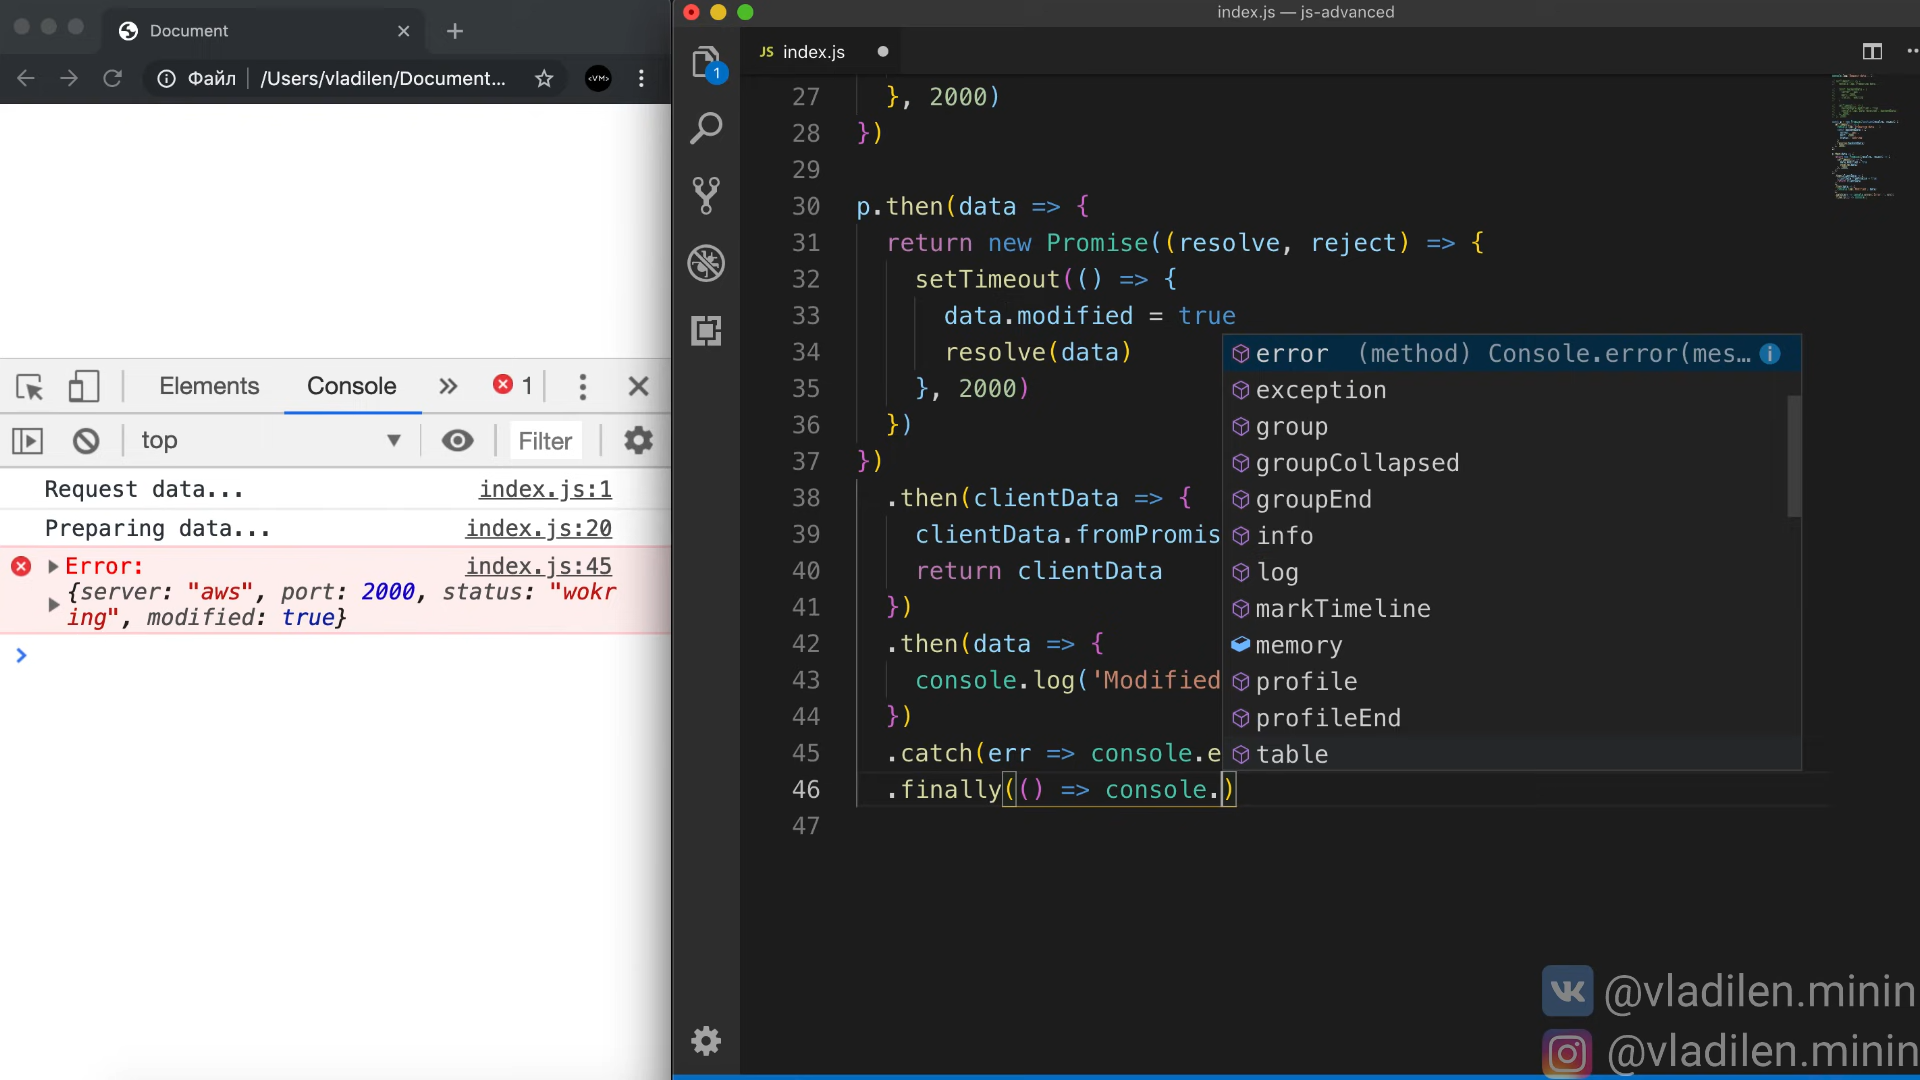 Document
Файл /Users/vladilen/Document...
Elements Console 1
top Filter
Request data... index.js:1
Preparing data... index.js:20
Error: index.js:45
{server: "aws", port: 2000, status: "wokr
ing", modified: true}
index.js — js-advanced
JS index.js
1
27 }, 2000)
28 })
29
30 p.then(data => {
31 return new Promise((resolve, reject) => {
32 setTimeout(() => {
33 data.modified = true
34 resolve(data)
35 }, 2000)
36 })
37 })
38 .then(clientData => {
39 clientData.fromPromis
40 return clientData
41 })
42 .then(data => {
43 console.log('Modified
44 })
45 .catch(err => console.e
46 .finally(() => console.)
47
error (method) Console.error(mes...
exception
group
groupCollapsed
groupEnd
info
log
markTimeline
memory
profile
profileEnd
table
@vladilen.minin
@vladilen.minin